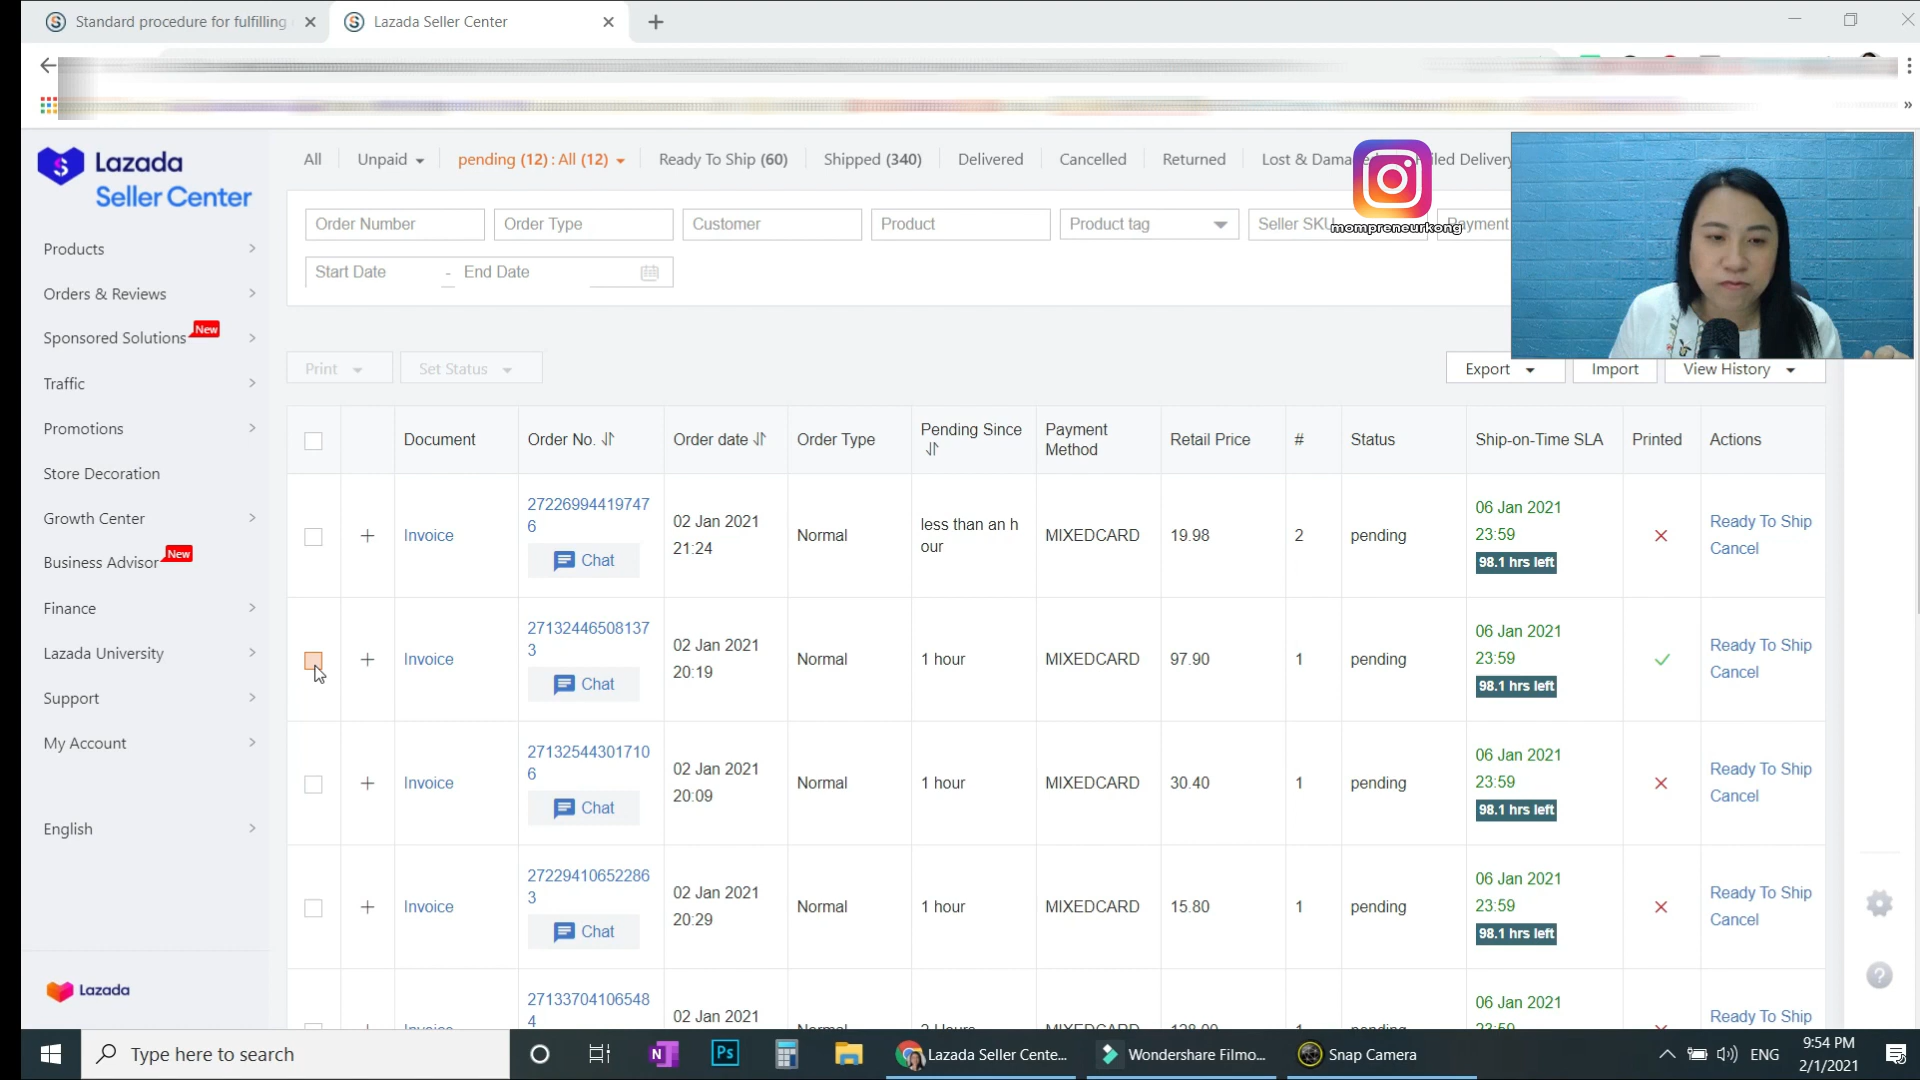 Standard procedure for fulfilling
Lazada Seller Center
Lazada
Seller Center
All
Unpaid
pending (12) : All (12)
Ready To Ship (60)
Shipped (340)
Delivered
Cancelled
Returned
Lost &
Delivery
mompreneurkong
Order Number
Order Type
Customer
Product
Product tag
Seller SKU
Payment
Start Date - End Date
Products
Orders & Reviews
Sponsored Solutions New
Traffic
Promotions
Store Decoration
Growth Center
Business Advisor New
Finance
Lazada University
Support
My Account
English
Lazada
Print
Set Status
Export
Import
View History
Document
Order No.
Order date
Order Type
Pending Since
Payment
Method
Retail Price
#
Status
Ship-on-Time SLA
Printed
Actions
Invoice
27226994419747
6
Chat
02 Jan 2021
21:24
Normal
less than an h
our
MIXEDCARD
19.98
2
pending
06 Jan 2021
23:59
98.1 hrs left
Ready To Ship
Cancel
Invoice
27132446508137
3
Chat
02 Jan 2021
20:19
Normal
1 hour
MIXEDCARD
97.90
1
pending
06 Jan 2021
23:59
98.1 hrs left
Ready To Ship
Cancel
Invoice
27132544301710
6
Chat
02 Jan 2021
20:09
Normal
1 hour
MIXEDCARD
30.40
1
pending
06 Jan 2021
23:59
98.1 hrs left
Ready To Ship
Cancel
Invoice
27229410652286
3
Chat
02 Jan 2021
20:29
Normal
1 hour
MIXEDCARD
15.80
1
pending
06 Jan 2021
23:59
98.1 hrs left
Ready To Ship
Cancel
27133704106548
4
02 Jan 2021
06 Jan 2021
Ready To Ship
Type here to search
N
Ps
Lazada Seller Cente...
Wondershare Filmo...
Snap Camera
ENG
9:54 PM
2/1/2021